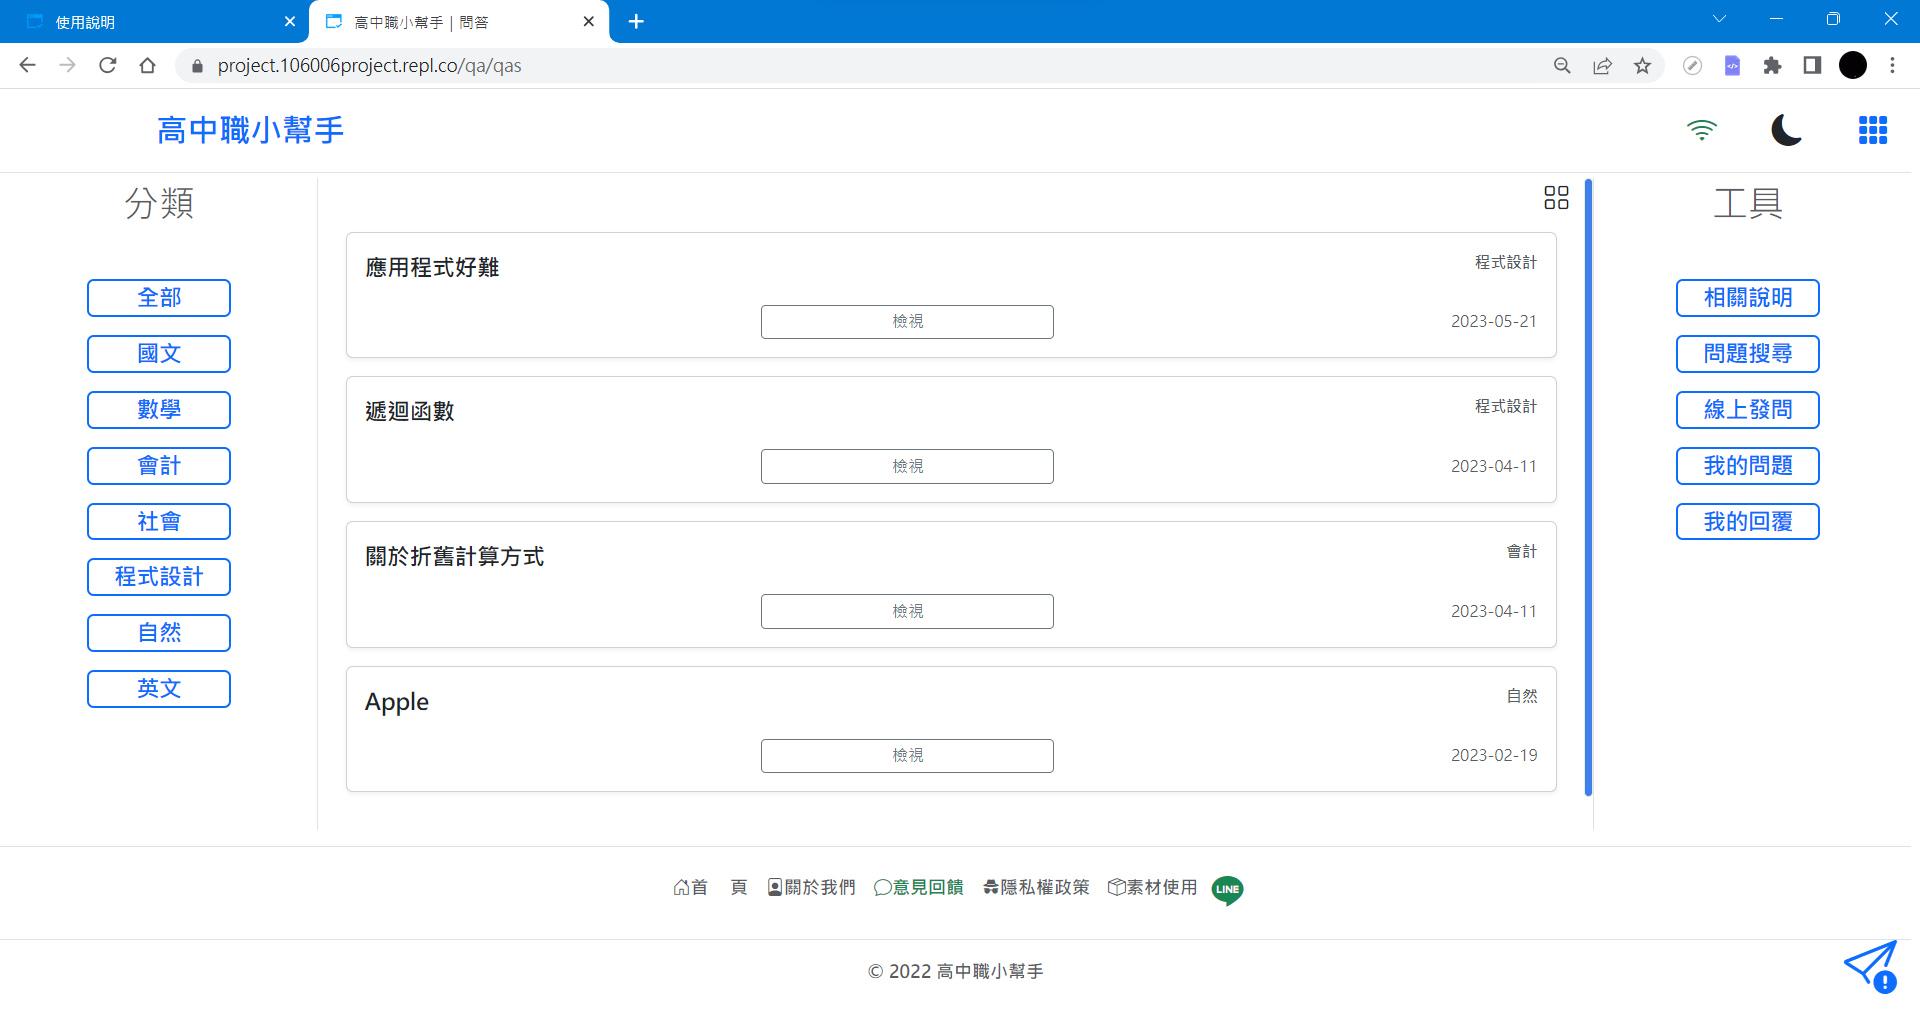 使用說明
高中職小幫手 | 問答
project.106006project.repl.co/qa/qas
高中職小幫手
分類
全部
國文
數學
會計
社會
程式設計
自然
英文
應用程式好難
程式設計
檢視
2023-05-21
遞迴函數
程式設計
檢視
2023-04-11
關於折舊計算方式
會計
檢視
2023-04-11
Apple
自然
檢視
2023-02-19
工具
相關說明
問題搜尋
線上發問
我的問題
我的回覆
首 頁 關於我們 意見回饋 隱私權政策 素材使用 LINE
© 2022 高中職小幫手